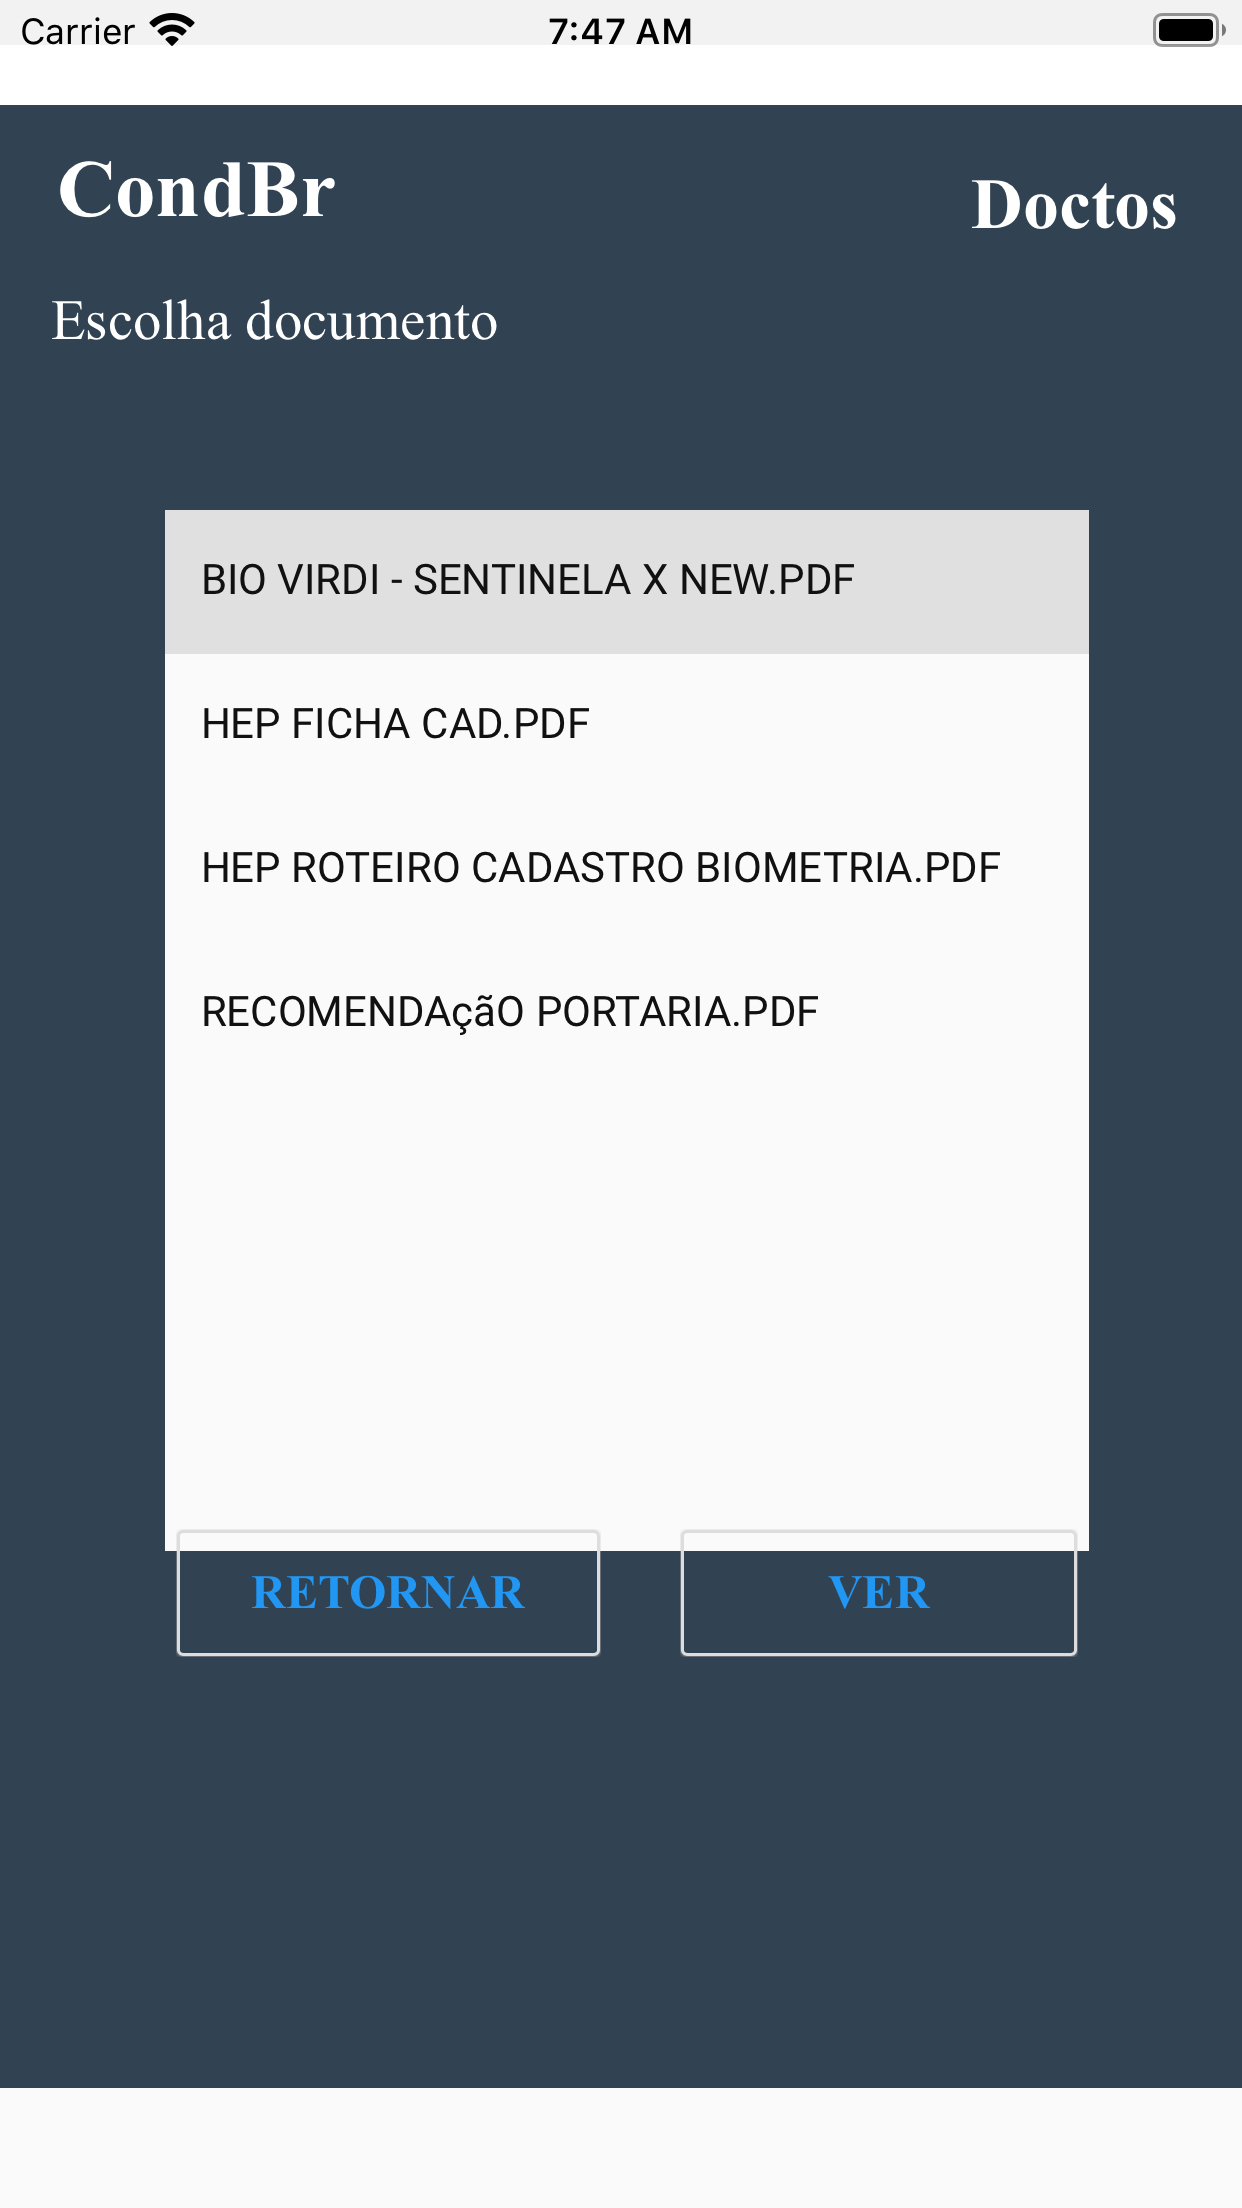 Carrier 7:47 AM
CondBr
Doctos
Escolha documento
BIO VIRDI - SENTINELA X NEW.PDF
HEP FICHA CAD.PDF
HEP ROTEIRO CADASTRO BIOMETRIA.PDF
RECOMENDAçãO PORTARIA.PDF
RETORNAR VER